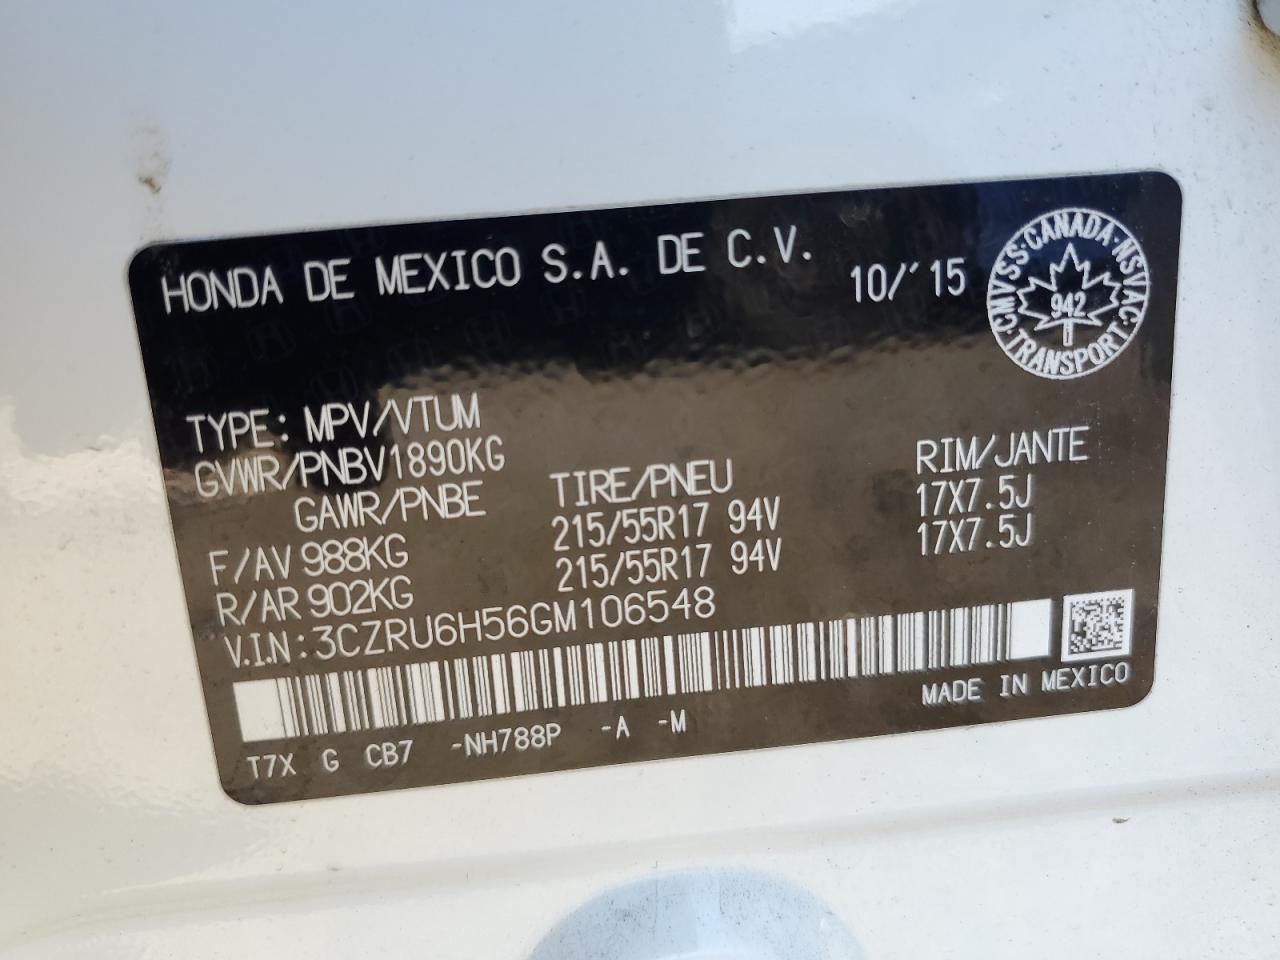 HONDA DE MEXICO S.A. DE C.V. 10/'15
CMVSS·CANADA·NSVAC·TRANSPORT
942
TYPE: MPV/VTUM
GVWR/PNBV1890KG
GAWR/PNBE TIRE/PNEU RIM/JANTE
F/AV 988KG 215/55R17 94V 17X7.5J
R/AR 902KG 215/55R17 94V 17X7.5J
V.I.N: 3CZRU6H56GM106548
MADE IN MEXICO
T7X G CB7 -NH788P -A -M